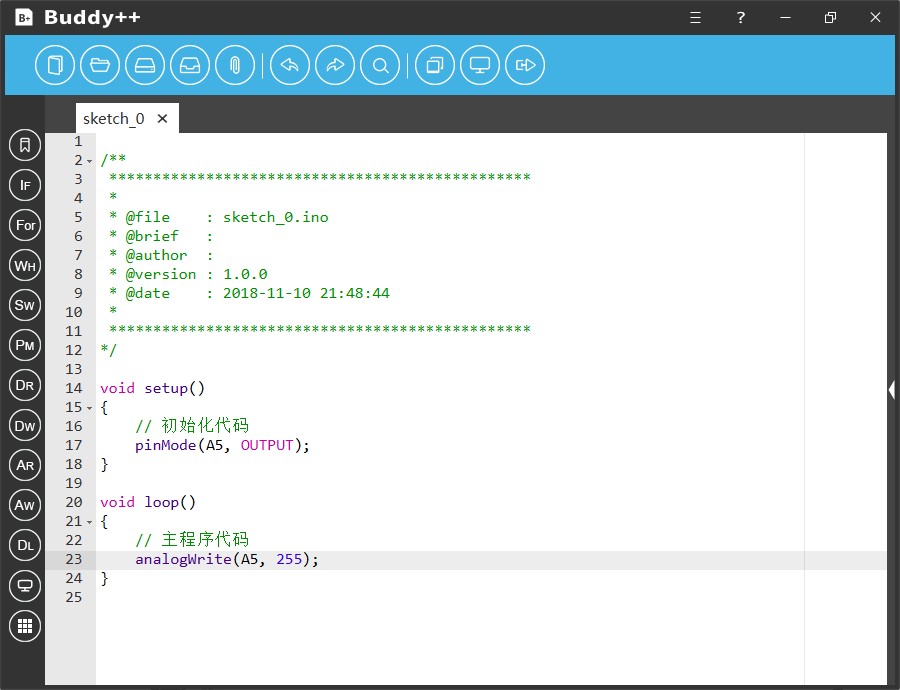 B+ Buddy++ ?
sketch_0
1
2 /**
3 ************************************************
4 *
5 * @file : sketch_0.ino
6 * @brief :
7 * @author :
8 * @version : 1.0.0
9 * @date : 2018-11-10 21:48:44
10 *
11 ************************************************
12 */
13
14 void setup()
15 {
16 // 初始化代码
17 pinMode(A5, OUTPUT);
18 }
19
20 void loop()
21 {
22 // 主程序代码
23 analogWrite(A5, 255);
24 }
25
IF
For
WH
SW
PM
DR
DW
AR
AW
DL